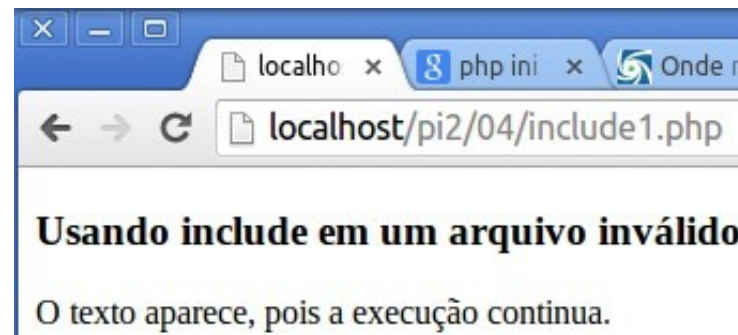 localho
php ini
Onde
localhost/pi2/04/include1.php
Usando include em um arquivo inválido
O texto aparece, pois a execução continua.